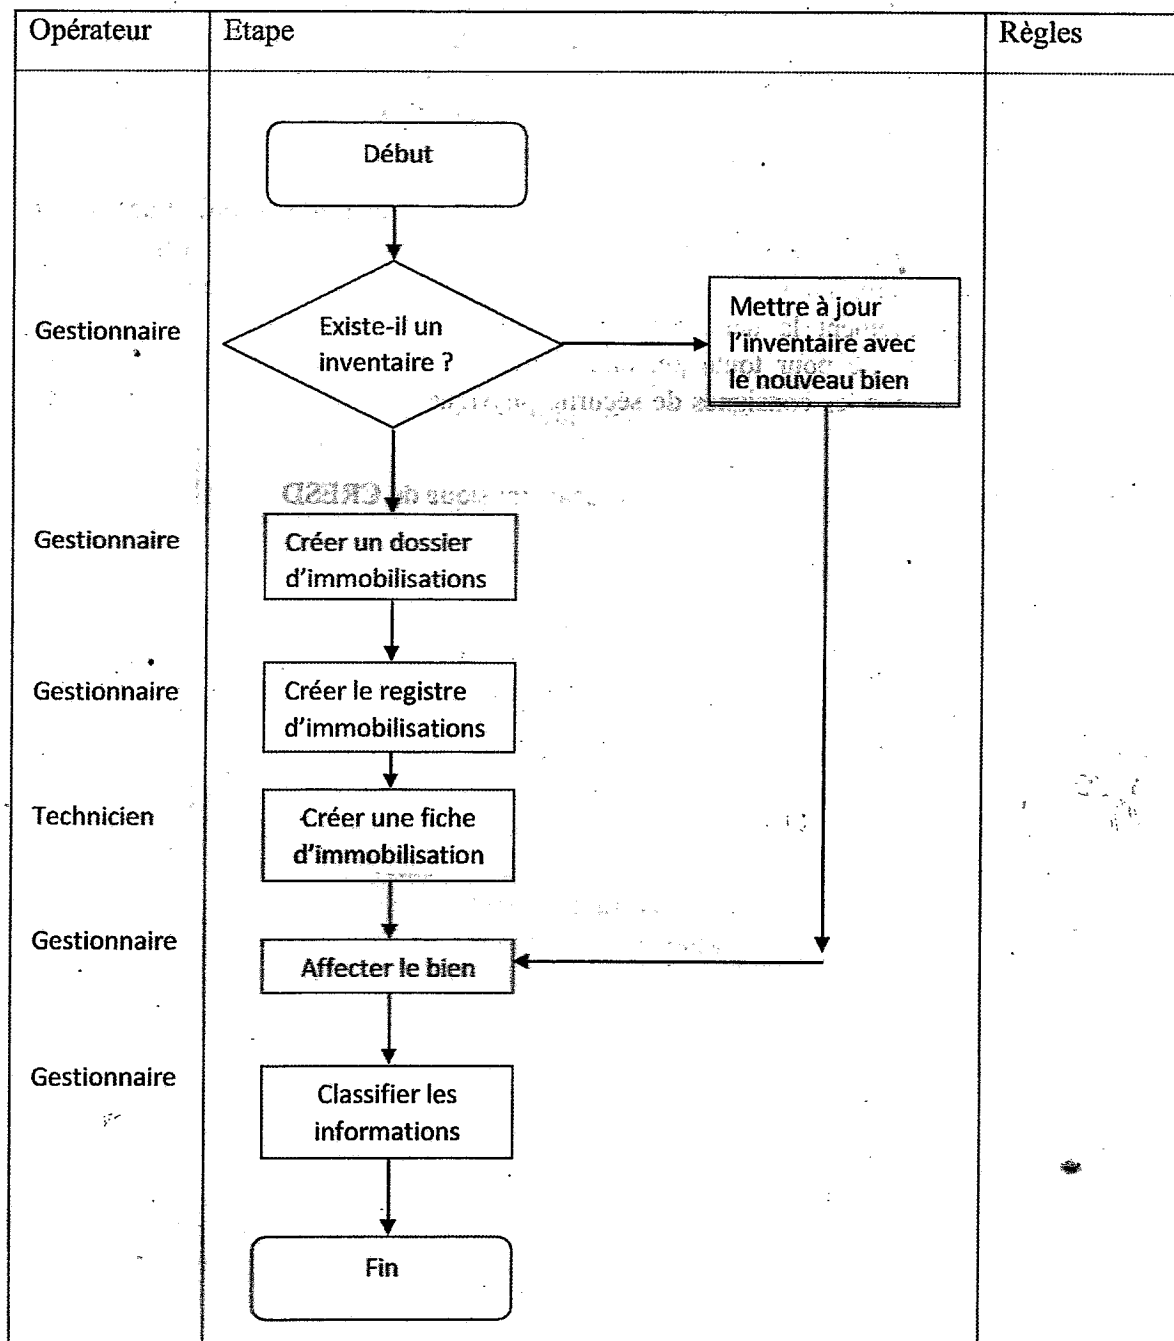 Opérateur
Etape
Règles
Début
Gestionnaire
Existe-il un
inventaire ?
Mettre à jour
l'inventaire avec
le nouveau bien
Gestionnaire
Créer un dossier
d'immobilisations
Gestionnaire
Créer le registre
d'immobilisations
Technicien
Créer une fiche
d'immobilisation
Gestionnaire
Affecter le bien
Gestionnaire
Classifier les
informations
Fin